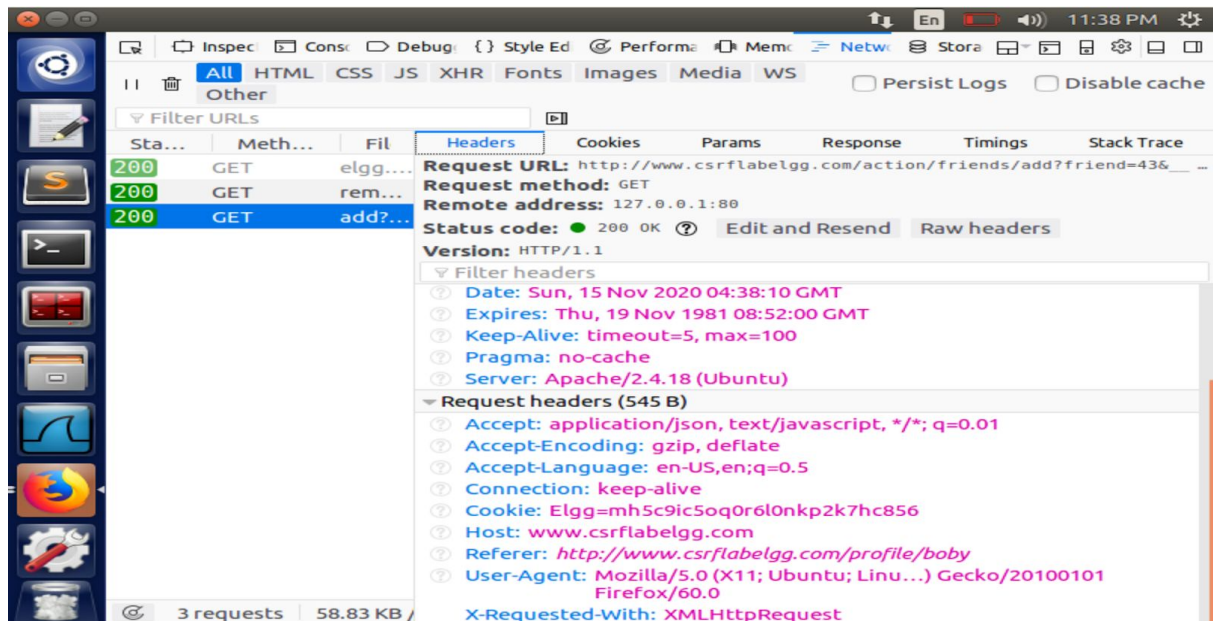 En 11:38 PM
Inspec Conso Debug {} Style Ed Performa Memo Netwo Stora
All HTML CSS JS XHR Fonts Images Media WS
Other
Persist Logs Disable cache
Filter URLs
Sta... Meth... Fil
Headers Cookies Params Response Timings Stack Trace
200 GET elgg....
200 GET rem...
200 GET add?...
Request URL: http://www.csrflabelgg.com/action/friends/add?friend=43&__ …
Request method: GET
Remote address: 127.0.0.1:80
Status code: 200 OK ? Edit and Resend Raw headers
Version: HTTP/1.1
Filter headers
? Date: Sun, 15 Nov 2020 04:38:10 GMT
? Expires: Thu, 19 Nov 1981 08:52:00 GMT
? Keep-Alive: timeout=5, max=100
? Pragma: no-cache
? Server: Apache/2.4.18 (Ubuntu)
Request headers (545 B)
? Accept: application/json, text/javascript, */*; q=0.01
? Accept-Encoding: gzip, deflate
? Accept-Language: en-US,en;q=0.5
? Connection: keep-alive
? Cookie: Elgg=mh5c9ic5oq0r6l0nkp2k7hc856
? Host: www.csrflabelgg.com
? Referer: http://www.csrflabelgg.com/profile/boby
? User-Agent: Mozilla/5.0 (X11; Ubuntu; Linu...) Gecko/20100101
Firefox/60.0
X-Requested-With: XMLHttpRequest
3 requests 58.83 KB /